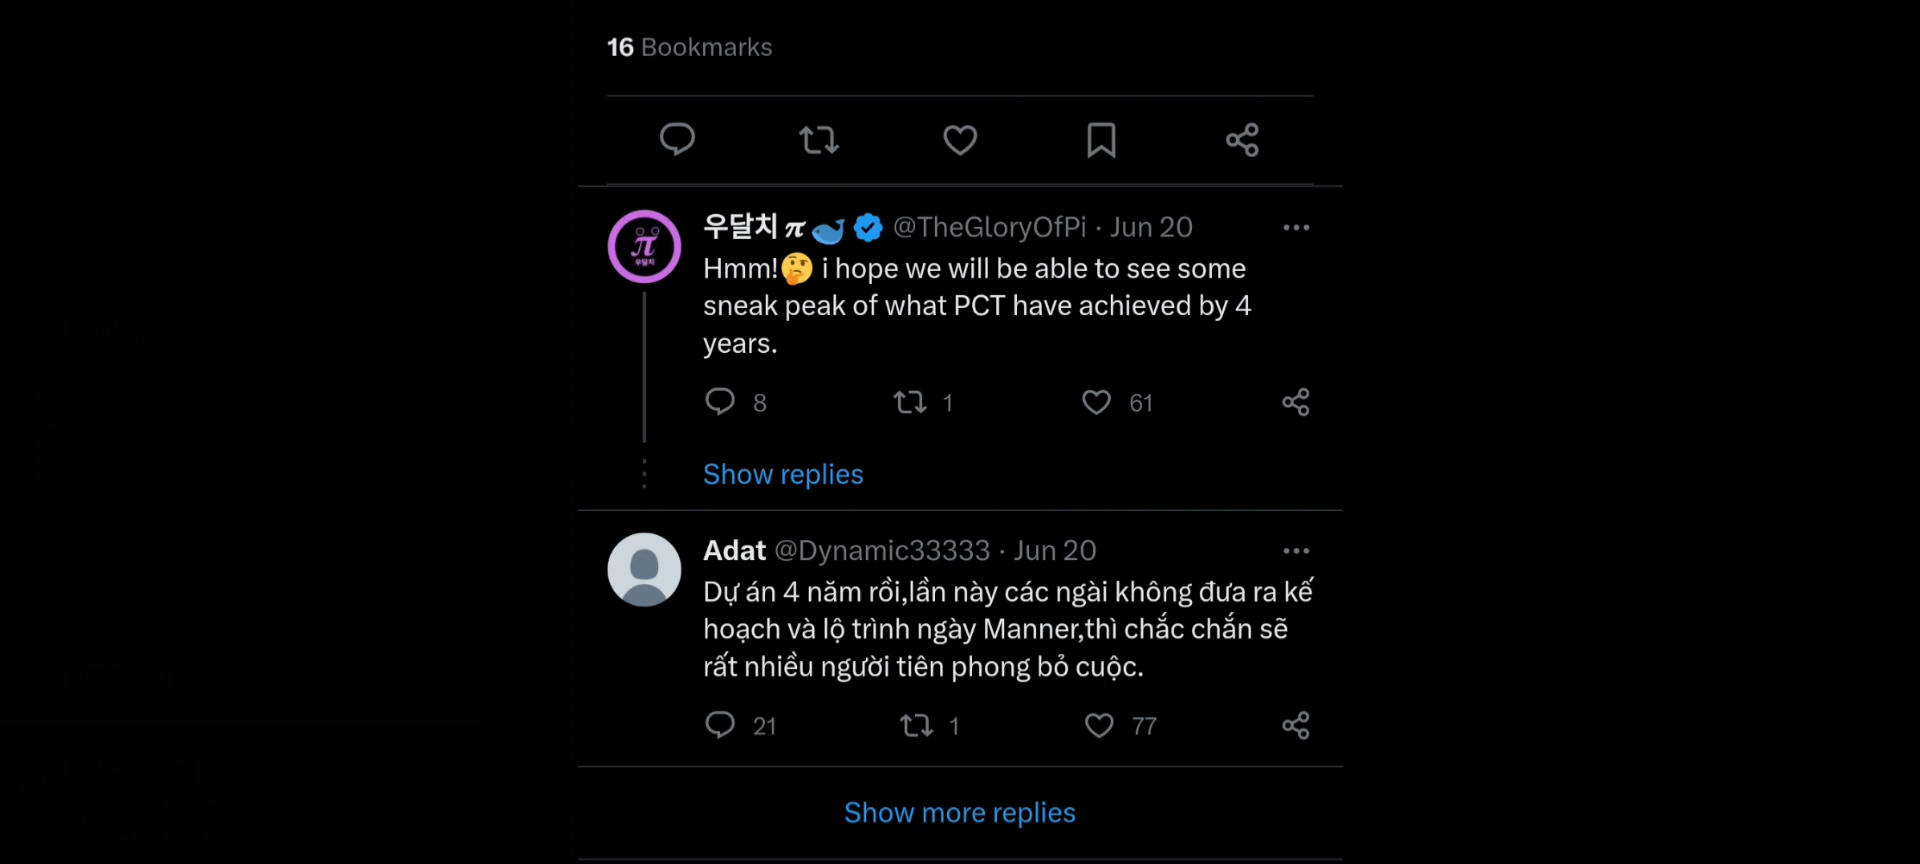 16 Bookmarks
우달치 π🐳 @TheGloryOfPi · Jun 20
Hmm!🤔 i hope we will be able to see some
sneak peak of what PCT have achieved by 4
years.
8 1 61
Show replies
Adat @Dynamic33333 · Jun 20
Dự án 4 năm rồi,lần này các ngài không đưa ra kế
hoạch và lộ trình ngày Manner,thì chắc chắn sẽ
rất nhiều người tiên phong bỏ cuộc.
21 1 77
Show more replies